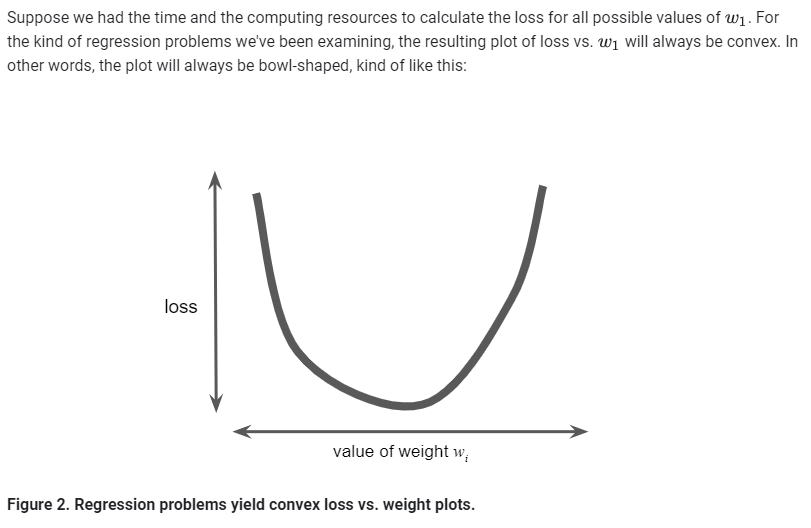 Suppose we had the time and the computing resources to calculate the loss for all possible values of w₁. For
the kind of regression problems we've been examining, the resulting plot of loss vs. w₁ will always be convex. In
other words, the plot will always be bowl-shaped, kind of like this:
loss
value of weight wᵢ
Figure 2. Regression problems yield convex loss vs. weight plots.